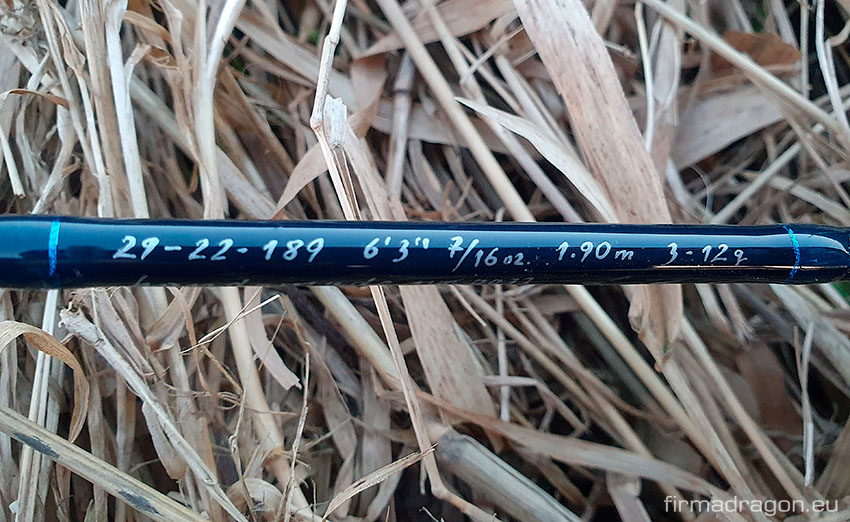 29-22-189 6'3" 7/16 oz. 1.90m 3-12g
firmadragon.eu